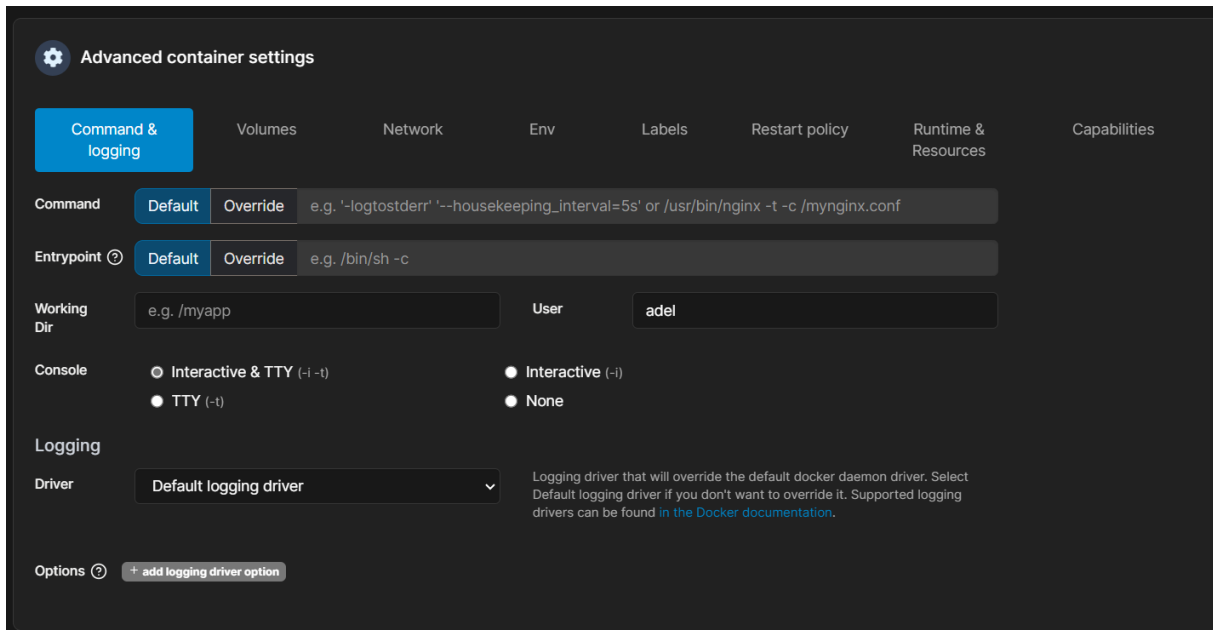 Advanced container settings
Command &
logging
Volumes
Network
Env
Labels
Restart policy
Runtime &
Resources
Capabilities
Command
Default
Override
e.g. '-logtostderr' '--housekeeping_interval=5s' or /usr/bin/nginx -t -c /mynginx.conf
Entrypoint
Default
Override
e.g. /bin/sh -c
Working
Dir
e.g. /myapp
User
adel
Console
Interactive & TTY (-i -t)
Interactive (-i)
TTY (-t)
None
Logging
Driver
Default logging driver
Logging driver that will override the default docker daemon driver. Select
Default logging driver if you don't want to override it. Supported logging
drivers can be found in the Docker documentation.
Options
+ add logging driver option